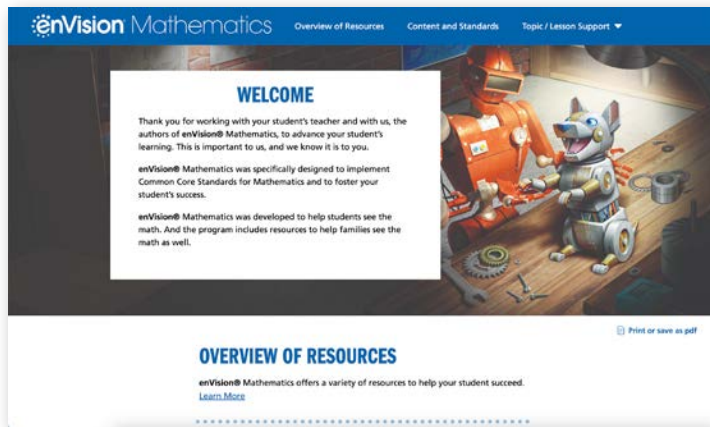 enVision Mathematics
Overview of Resources
Content and Standards
Topic / Lesson Support
WELCOME
Thank you for working with your student's teacher and with us, the
authors of enVision® Mathematics, to advance your student's
learning. This is important to us, and we know it is to you.
enVision® Mathematics was specifically designed to implement
Common Core Standards for Mathematics and to foster your
student's success.
enVision® Mathematics was developed to help students see the
math. And the program includes resources to help families see the
math as well.
Print or save as pdf
OVERVIEW OF RESOURCES
enVision® Mathematics offers a variety of resources to help your student succeed.
Learn More